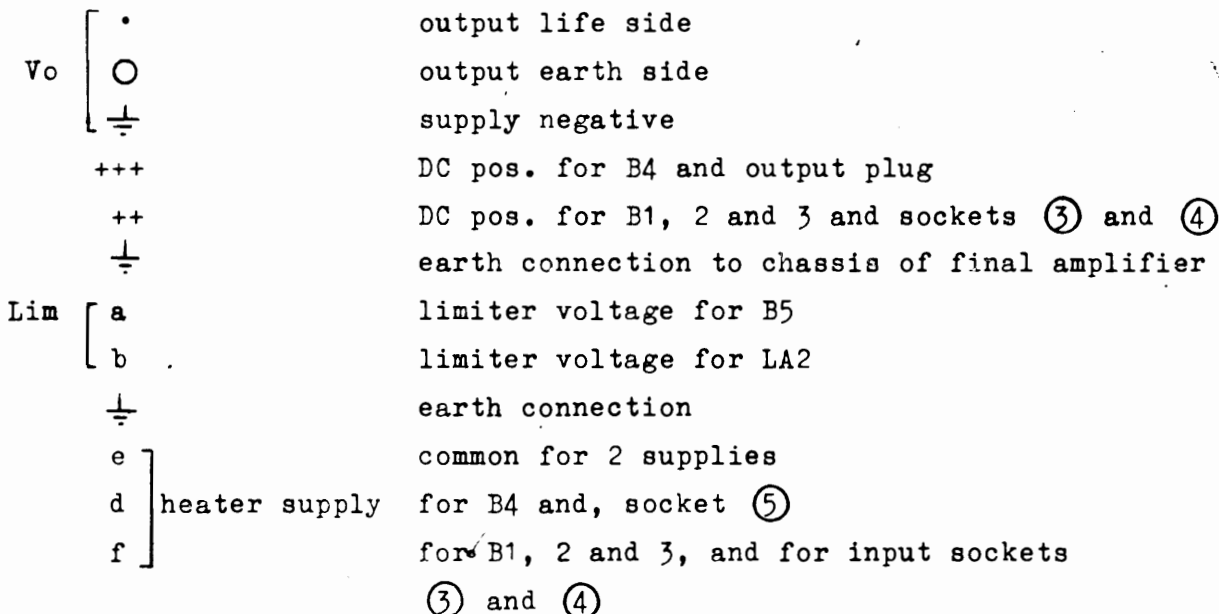 • output life side
Vo ○ output earth side
⏚ supply negative
+++ DC pos. for B4 and output plug
++ DC pos. for B1, 2 and 3 and sockets ③ and ④
⏚ earth connection to chassis of final amplifier
Lim a limiter voltage for B5
b limiter voltage for LA2
⏚ earth connection
e common for 2 supplies
d heater supply for B4 and, socket ⑤
f for B1, 2 and 3, and for input sockets
③ and ④